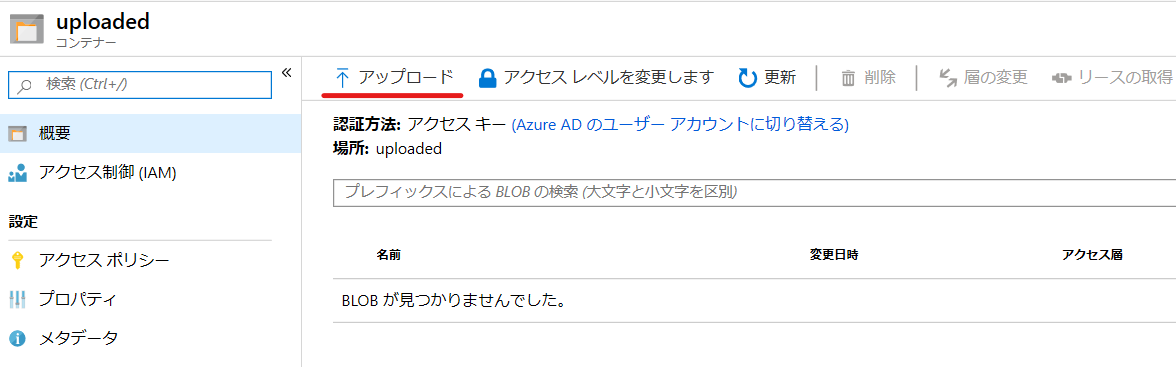 uploaded
コンテナー
検索 (Ctrl+/)
«
概要
アクセス制御 (IAM)
設定
アクセス ポリシー
プロパティ
メタデータ
アップロード アクセス レベルを変更します 更新 削除 層の変更 リースの取得
認証方法: アクセス キー (Azure AD のユーザー アカウントに切り替える)
場所: uploaded
プレフィックスによる BLOB の検索 (大文字と小文字を区別)
名前 変更日時 アクセス層
BLOB が見つかりませんでした。